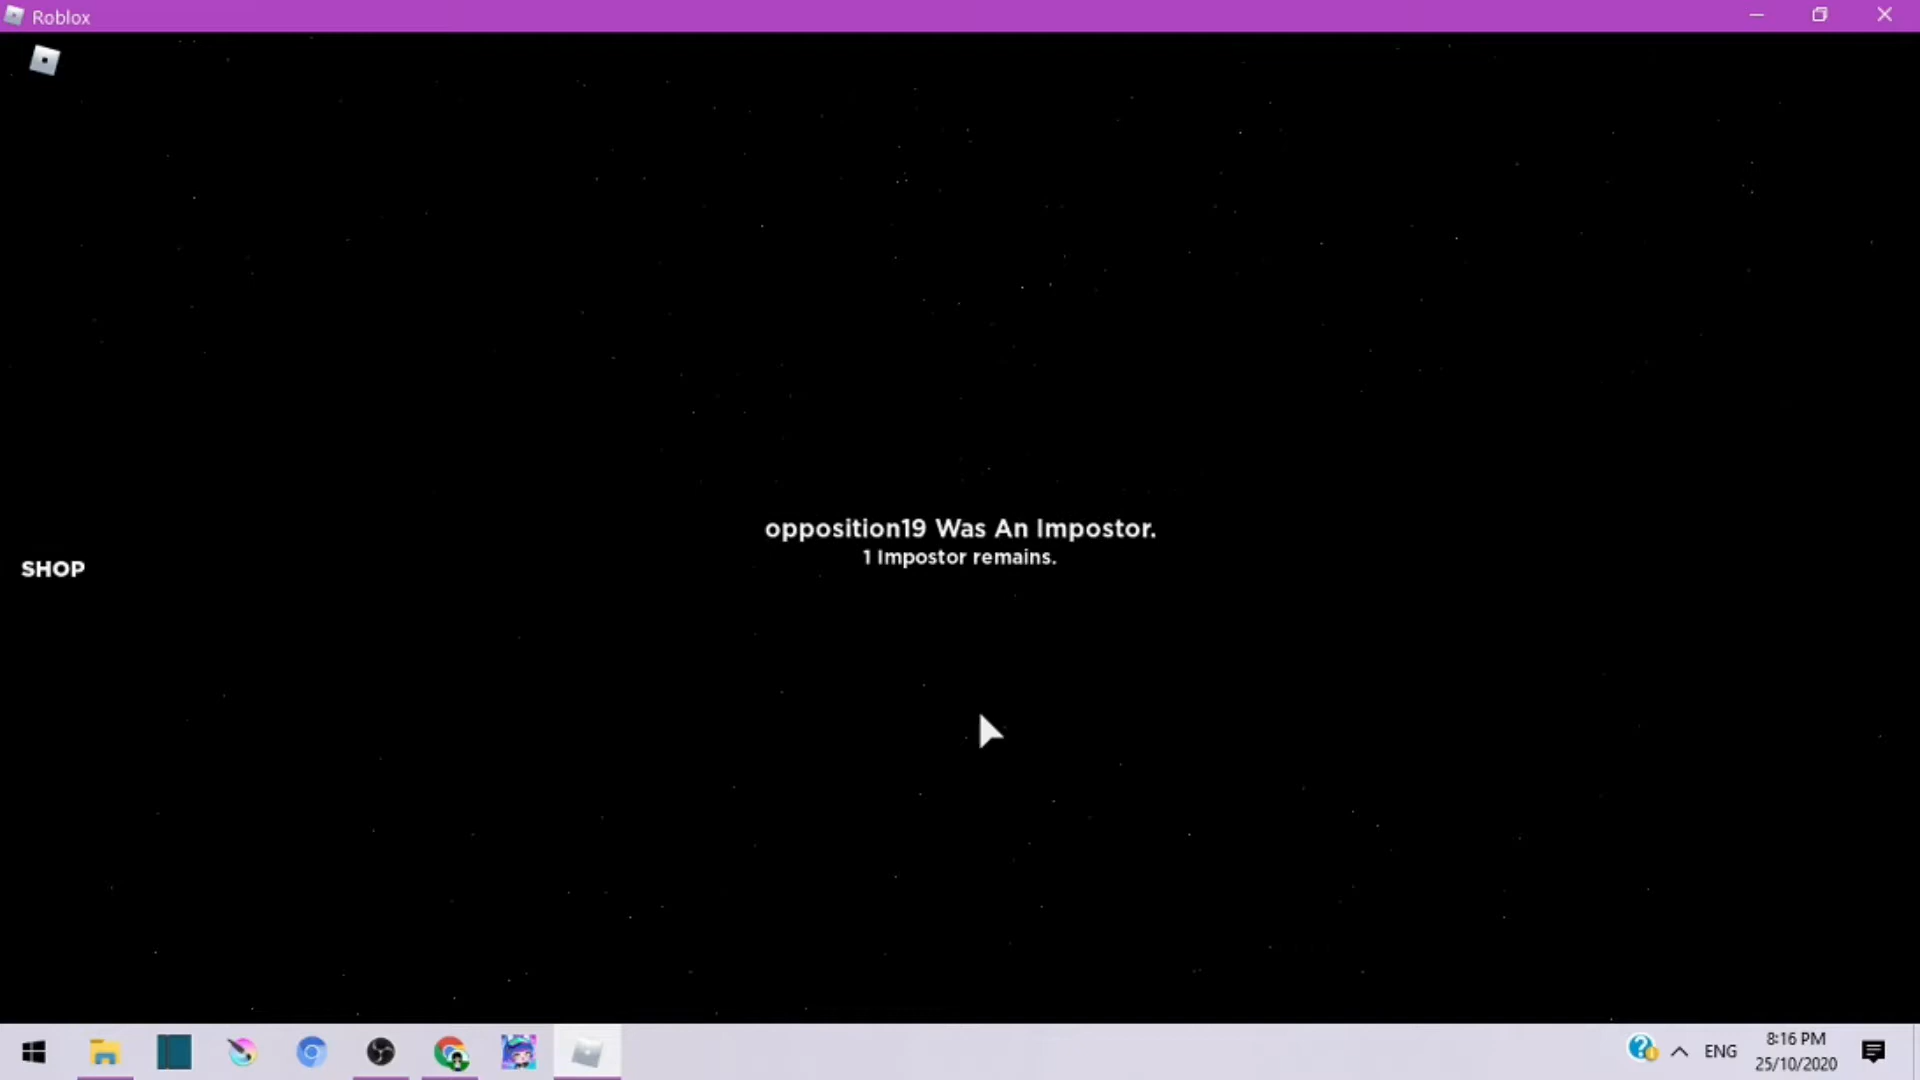 Roblox
opposition19 Was An Impostor.
1 Impostor remains.
SHOP
ENG
8:16 PM
25/10/2020